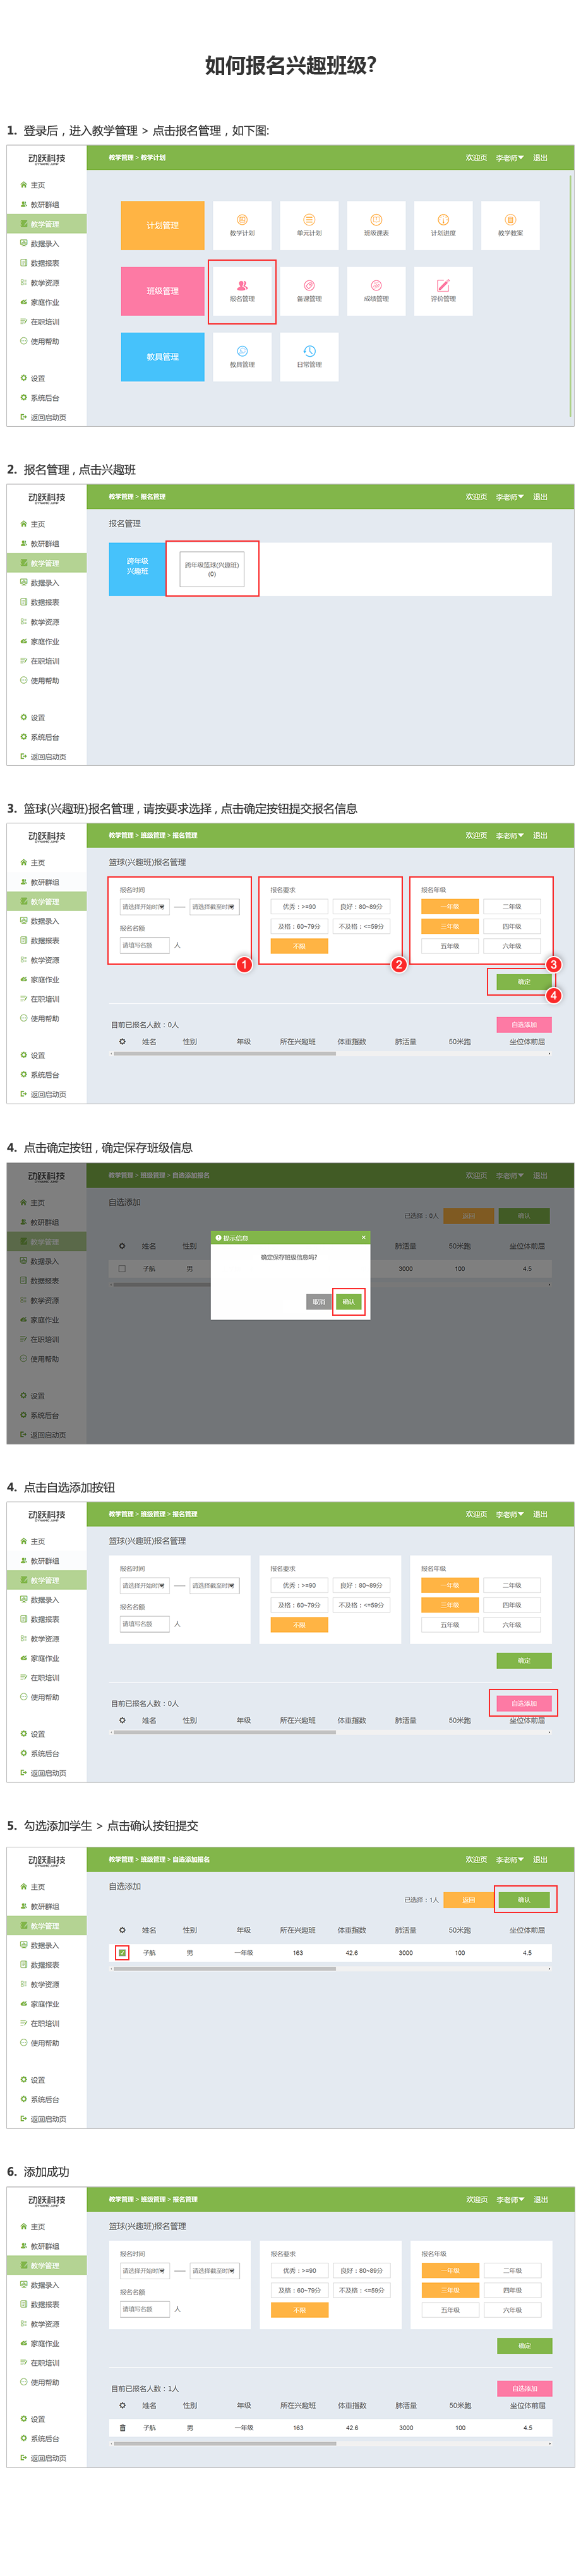 如何报名兴趣班级?
1. 登录后，进入教学管理 > 点击报名管理，如下图:
动跃科技
教学管理 > 教学计划
欢迎页 李老师 退出
主页
教研群组
教学管理
数据录入
数据报表
教学资源
家庭作业
在职培训
使用帮助
设置
系统后台
返回启动页
计划管理 教学计划 单元计划 班级课表 计划进度 教学教案
班级管理 报名管理 备课管理 成绩管理 评价管理
教具管理 教具管理 日常管理
2. 报名管理，点击兴趣班
动跃科技
教学管理 > 报名管理
欢迎页 李老师 退出
主页
教研群组
教学管理
数据录入
数据报表
教学资源
家庭作业
在职培训
使用帮助
设置
系统后台
返回启动页
报名管理
跨年级
兴趣班
跨年级篮球(兴趣班)
(0)
3. 篮球(兴趣班)报名管理，请按要求选择，点击确定按钮提交报名信息
动跃科技
教学管理 > 班级管理 > 报名管理
欢迎页 李老师 退出
主页
教研群组
教学管理
数据录入
数据报表
教学资源
家庭作业
在职培训
使用帮助
设置
系统后台
返回启动页
篮球(兴趣班)报名管理
报名时间
请选择开始时间 — 请选择截至时间
报名名额
请填写名额 人
1
报名要求
优秀：>=90 良好：80~89分
及格：60~79分 不及格：<=59分
不限
2
报名年级
一年级 二年级
三年级 四年级
五年级 六年级
3
确定
4
目前已报名人数：0人
自选添加
姓名 性别 年级 所在兴趣班 体重指数 肺活量 50米跑 坐位体前屈
4. 点击确定按钮，确定保存班级信息
动跃科技
教学管理 > 班级管理 > 自选添加报名
欢迎页 李老师 退出
主页
教研群组
教学管理
数据录入
数据报表
教学资源
家庭作业
在职培训
使用帮助
设置
系统后台
返回启动页
自选添加
已选择：0人 返回 确认
姓名 性别 肺活量 50米跑 坐位体前屈
子航 男 3000 100 4.5
提示信息 ×
确定保存班级信息吗?
取消 确认
4. 点击自选添加按钮
动跃科技
教学管理 > 班级管理 > 报名管理
欢迎页 李老师 退出
主页
教研群组
教学管理
数据录入
数据报表
教学资源
家庭作业
在职培训
使用帮助
设置
系统后台
返回启动页
篮球(兴趣班)报名管理
报名时间
请选择开始时间 — 请选择截至时间
报名名额
请填写名额 人
报名要求
优秀：>=90 良好：80~89分
及格：60~79分 不及格：<=59分
不限
报名年级
一年级 二年级
三年级 四年级
五年级 六年级
确定
目前已报名人数：0人
自选添加
姓名 性别 年级 所在兴趣班 体重指数 肺活量 50米跑 坐位体前屈
5. 勾选添加学生 > 点击确认按钮提交
动跃科技
教学管理 > 班级管理 > 自选添加报名
欢迎页 李老师 退出
主页
教研群组
教学管理
数据录入
数据报表
教学资源
家庭作业
在职培训
使用帮助
设置
系统后台
返回启动页
自选添加
已选择：1人 返回 确认
姓名 性别 年级 所在兴趣班 体重指数 肺活量 50米跑 坐位体前屈
子航 男 一年级 163 42.6 3000 100 4.5
6. 添加成功
动跃科技
教学管理 > 班级管理 > 报名管理
欢迎页 李老师 退出
主页
教研群组
教学管理
数据录入
数据报表
教学资源
家庭作业
在职培训
使用帮助
设置
系统后台
返回启动页
篮球(兴趣班)报名管理
报名时间
请选择开始时间 — 请选择截至时间
报名名额
请填写名额 人
报名要求
优秀：>=90 良好：80~89分
及格：60~79分 不及格：<=59分
不限
报名年级
一年级 二年级
三年级 四年级
五年级 六年级
确定
目前已报名人数：1人
自选添加
姓名 性别 年级 所在兴趣班 体重指数 肺活量 50米跑 坐位体前屈
子航 男 一年级 163 42.6 3000 100 4.5